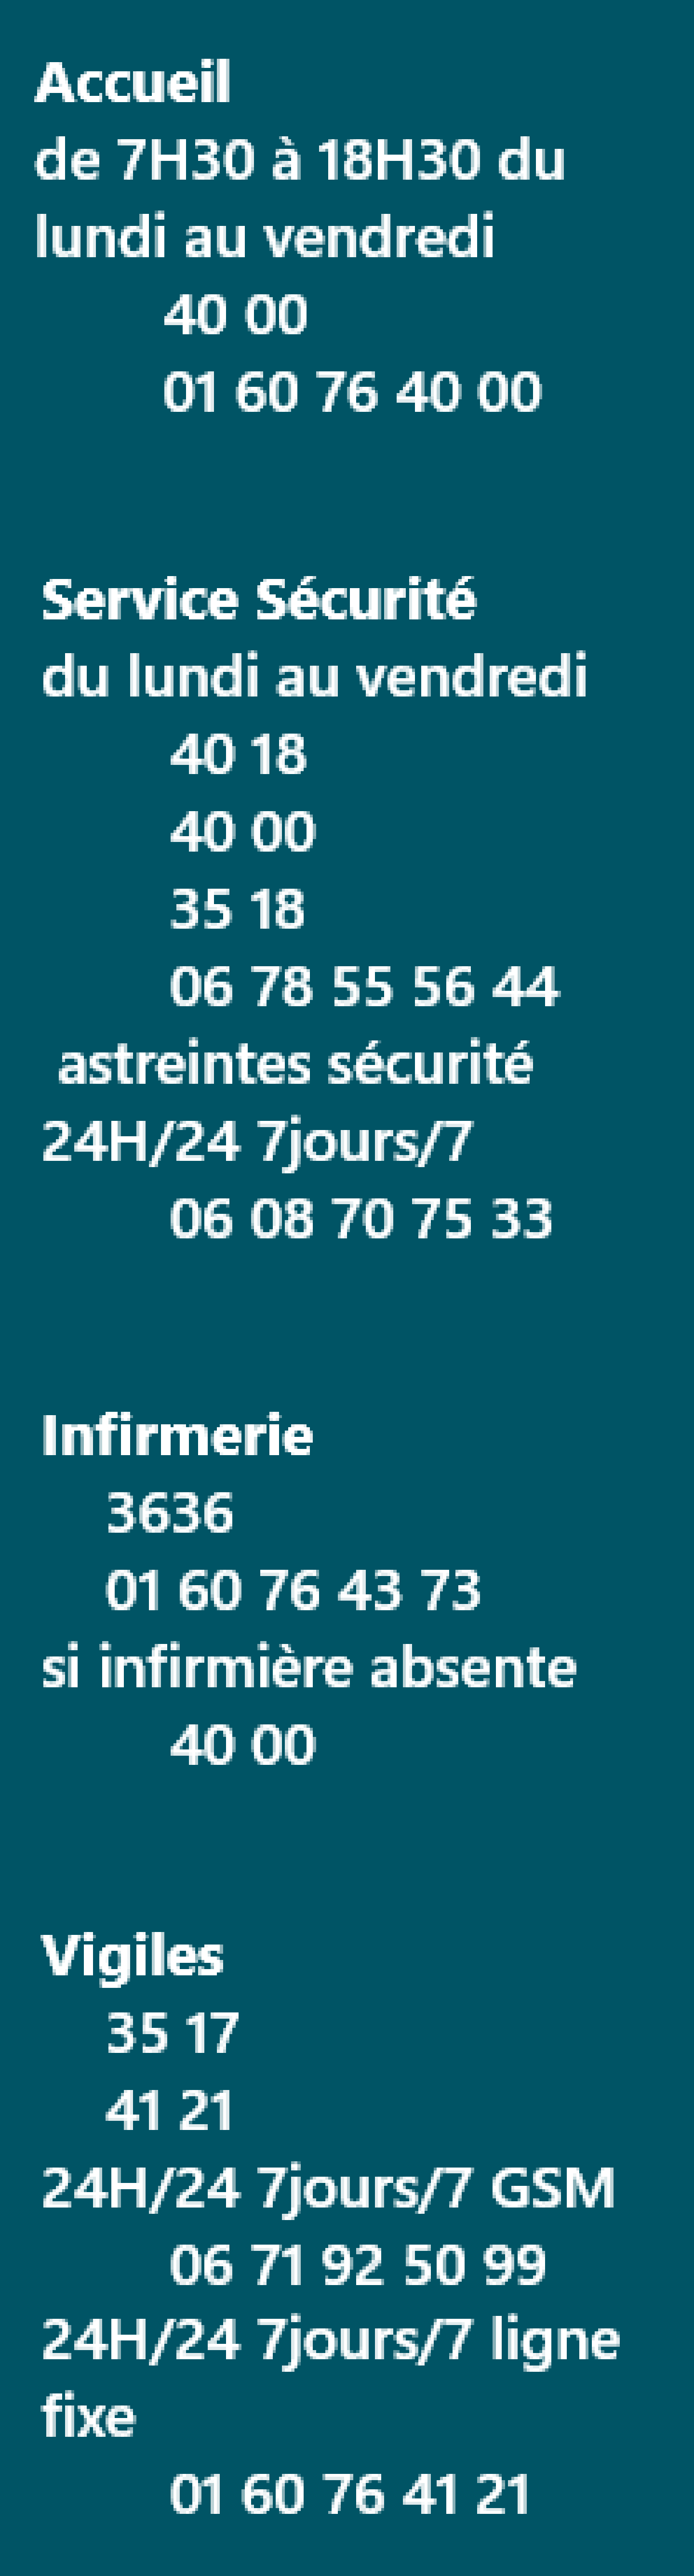 Accueil
de 7H30 à 18H30 du
lundi au vendredi
40 00
01 60 76 40 00
Service Sécurité
du lundi au vendredi
40 18
40 00
35 18
06 78 55 56 44
astreintes sécurité
24H/24 7jours/7
06 08 70 75 33
Infirmerie
3636
01 60 76 43 73
si infirmière absente
40 00
Vigiles
35 17
41 21
24H/24 7jours/7 GSM
06 71 92 50 99
24H/24 7jours/7 ligne
fixe
01 60 76 41 21